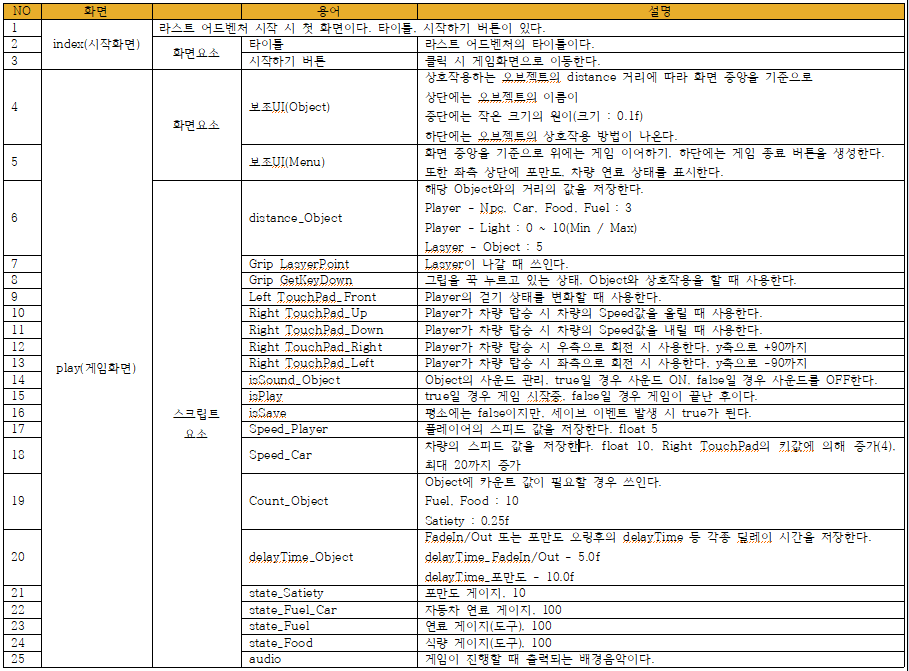 NO 화면 용어 설명
1 index(시작화면) 라스트 어드벤처 시작 시 첫 화면이다. 타이틀, 시작하기 버튼이 있다.
2 화면요소 타이틀 라스트 어드벤처의 타이틀이다.
3 시작하기 버튼 클릭 시 게임화면으로 이동한다.
4 play(게임화면) 화면요소 보조UI(Object) 상호작용하는 오브젝트의 distance 거리에 따라 화면 중앙을 기준으로
상단에는 오브젝트의 이름이
중단에는 작은 크기의 원이(크기 : 0.1f)
하단에는 오브젝트의 상호작용 방법이 나온다.
5 보조UI(Menu) 화면 중앙을 기준으로 위에는 게임 이어하기, 하단에는 게임 종료 버튼을 생성한다.
또한 좌측 상단에 포만도, 차량 연료 상태를 표시한다.
6 스크립트 요소 distance_Object 해당 Object와의 거리의 값을 저장한다.
Player - Npc, Car, Food, Fuel : 3
Player - Light : 0 ~ 10(Min / Max)
Lasyer - Object : 5
7 Grip LasyerPoint Lasyer이 나갈 때 쓰인다.
8 Grip GetKeyDown 그립을 꾹 누르고 있는 상태, Object와 상호작용을 할 때 사용한다.
9 Left TouchPad_Front Player의 걷기 상태를 변화할 때 사용한다.
10 Right TouchPad_Up Player가 차량 탑승 시 차량의 Speed값을 올릴 때 사용한다.
11 Right TouchPad_Down Player가 차량 탑승 시 차량의 Speed값을 내릴 때 사용한다.
12 Right TouchPad_Right Player가 차량 탑승 시 우측으로 회전 시 사용한다, y축으로 +90까지
13 Right TouchPad_Left Player가 차량 탑승 시 좌측으로 회전 시 사용한다, y축으로 -90까지
14 isSound_Object Object의 사운드 관리, true일 경우 사운드 ON, false일 경우 사운드를 OFF한다.
15 isPlay true일 경우 게임 시작중, false일 경우 게임이 끝난 후이다.
16 isSave 평소에는 false이지만, 세이브 이벤트 발생 시 true가 된다.
17 Speed_Player 플레이어의 스피드 값을 저장한다. float 5
18 Speed_Car 차량의 스피드 값을 저장한다. float 10, Right TouchPad의 키값에 의해 증가(4),
최대 20까지 증가
19 Count_Object Object에 카운트 값이 필요할 경우 쓰인다.
Fuel, Food : 10
Satiety : 0.25f
20 delayTime_Object FadeIn/Out 또는 포만도 오링후의 delayTime 등 각종 딜레이 시간을 저장한다.
delayTime_FadeIn/Out - 5.0f
delayTime_포만도 - 10.0f
21 state_Satiety 포만도 게이지, 10
22 state_Fuel_Car 자동차 연료 게이지, 100
23 state_Fuel 연료 게이지(도구), 100
24 state_Food 식량 게이지(도구), 100
25 audio 게임이 진행할 때 출력되는 배경음악이다.